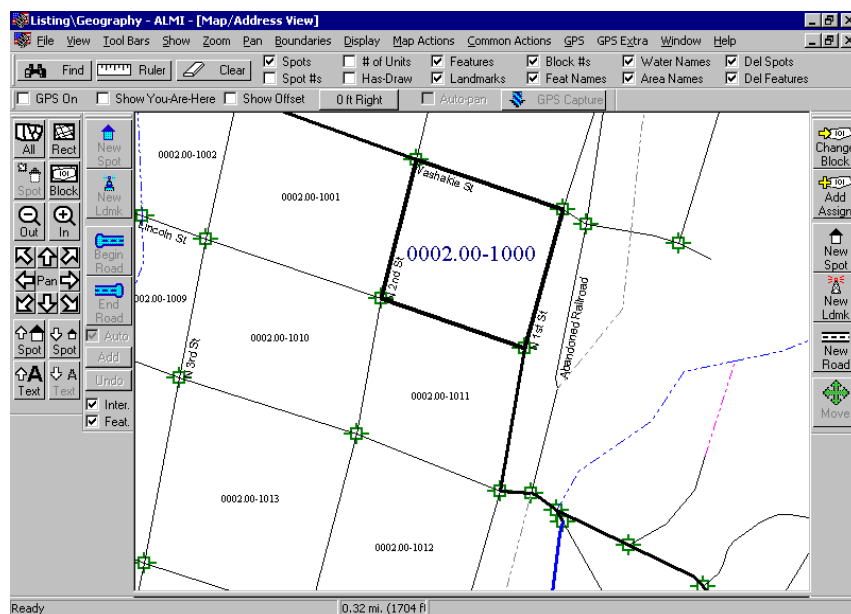 Listing\Geography - ALMI - [Map/Address View]
File View Tool Bars Show Zoom Pan Boundaries Display Map Actions Common Actions GPS GPS Extra Window Help
Find Ruler Clear Spots # of Units Features Block #s Water Names Del Spots
Spot #s Has-Draw Landmarks Feat Names Area Names Del Features
GPS On Show You-Are-Here Show Offset 0 ft Right Auto-pan GPS Capture
All Rect
Spot Block
Out In
Pan
Spot Spot
Text Text
New
Spot
New
Ldmk
Begin
Road
End
Road
Auto
Add
Undo
Inter.
Feat.
0002.00-1002
0002.00-1001
Washakie St
0002.00-1000
Lincoln St
N 2nd St
0002.00-1009
N 3rd St
0002.00-1010
N 1st St
Abandoned Railroad
0002.00-1011
0002.00-1013
0002.00-1012
101
Change
Block
101
Add
Assign
New
Spot
New
Ldmk
New
Road
Move
Ready 0.32 mi. (1704 f